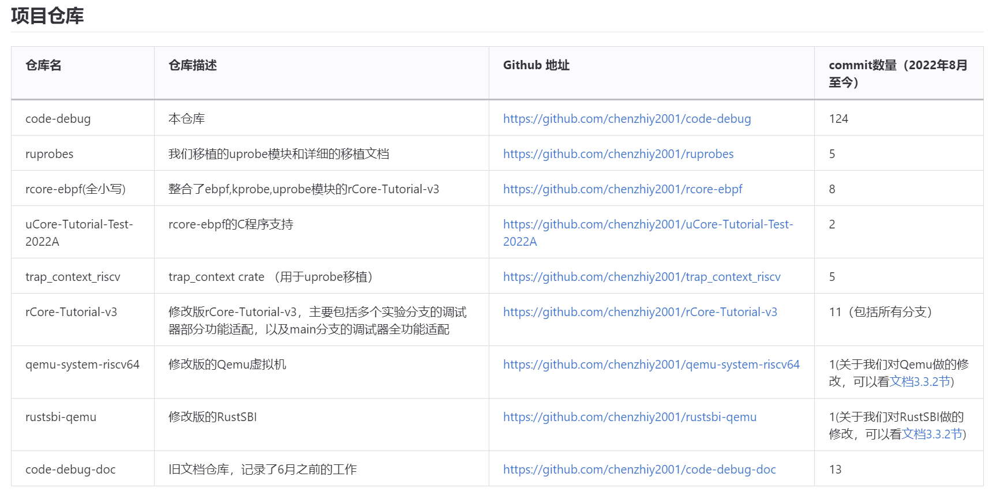 项目仓库
仓库名
仓库描述
Github 地址
commit数量（2022年8月
至今）
code-debug
本仓库
https://github.com/chenzhiy2001/code-debug
124
ruprobes
我们移植的uprobe模块和详细的移植文档
https://github.com/chenzhiy2001/ruprobes
5
rcore-ebpf(全小写)
整合了ebpf,kprobe,uprobe模块的rCore-Tutorial-v3
https://github.com/chenzhiy2001/rcore-ebpf
8
uCore-Tutorial-Test-
2022A
rcore-ebpf的C程序支持
https://github.com/chenzhiy2001/uCore-Tutorial-Test-
2022A
2
trap_context_riscv
trap_context crate （用于uprobe移植）
https://github.com/chenzhiy2001/trap_context_riscv
5
rCore-Tutorial-v3
修改版rCore-Tutorial-v3，主要包括多个实验分支的调试
器部分功能适配，以及main分支的调试器全功能适配
https://github.com/chenzhiy2001/rCore-Tutorial-v3
11（包括所有分支）
qemu-system-riscv64
修改版的Qemu虚拟机
https://github.com/chenzhiy2001/qemu-system-riscv64
1(关于我们对Qemu做的修
改，可以看文档3.3.2节)
rustsbi-qemu
修改版的RustSBI
https://github.com/chenzhiy2001/rustsbi-qemu
1(关于我们对RustSBI做的
修改，可以看文档3.3.2节)
code-debug-doc
旧文档仓库，记录了6月之前的工作
https://github.com/chenzhiy2001/code-debug-doc
13